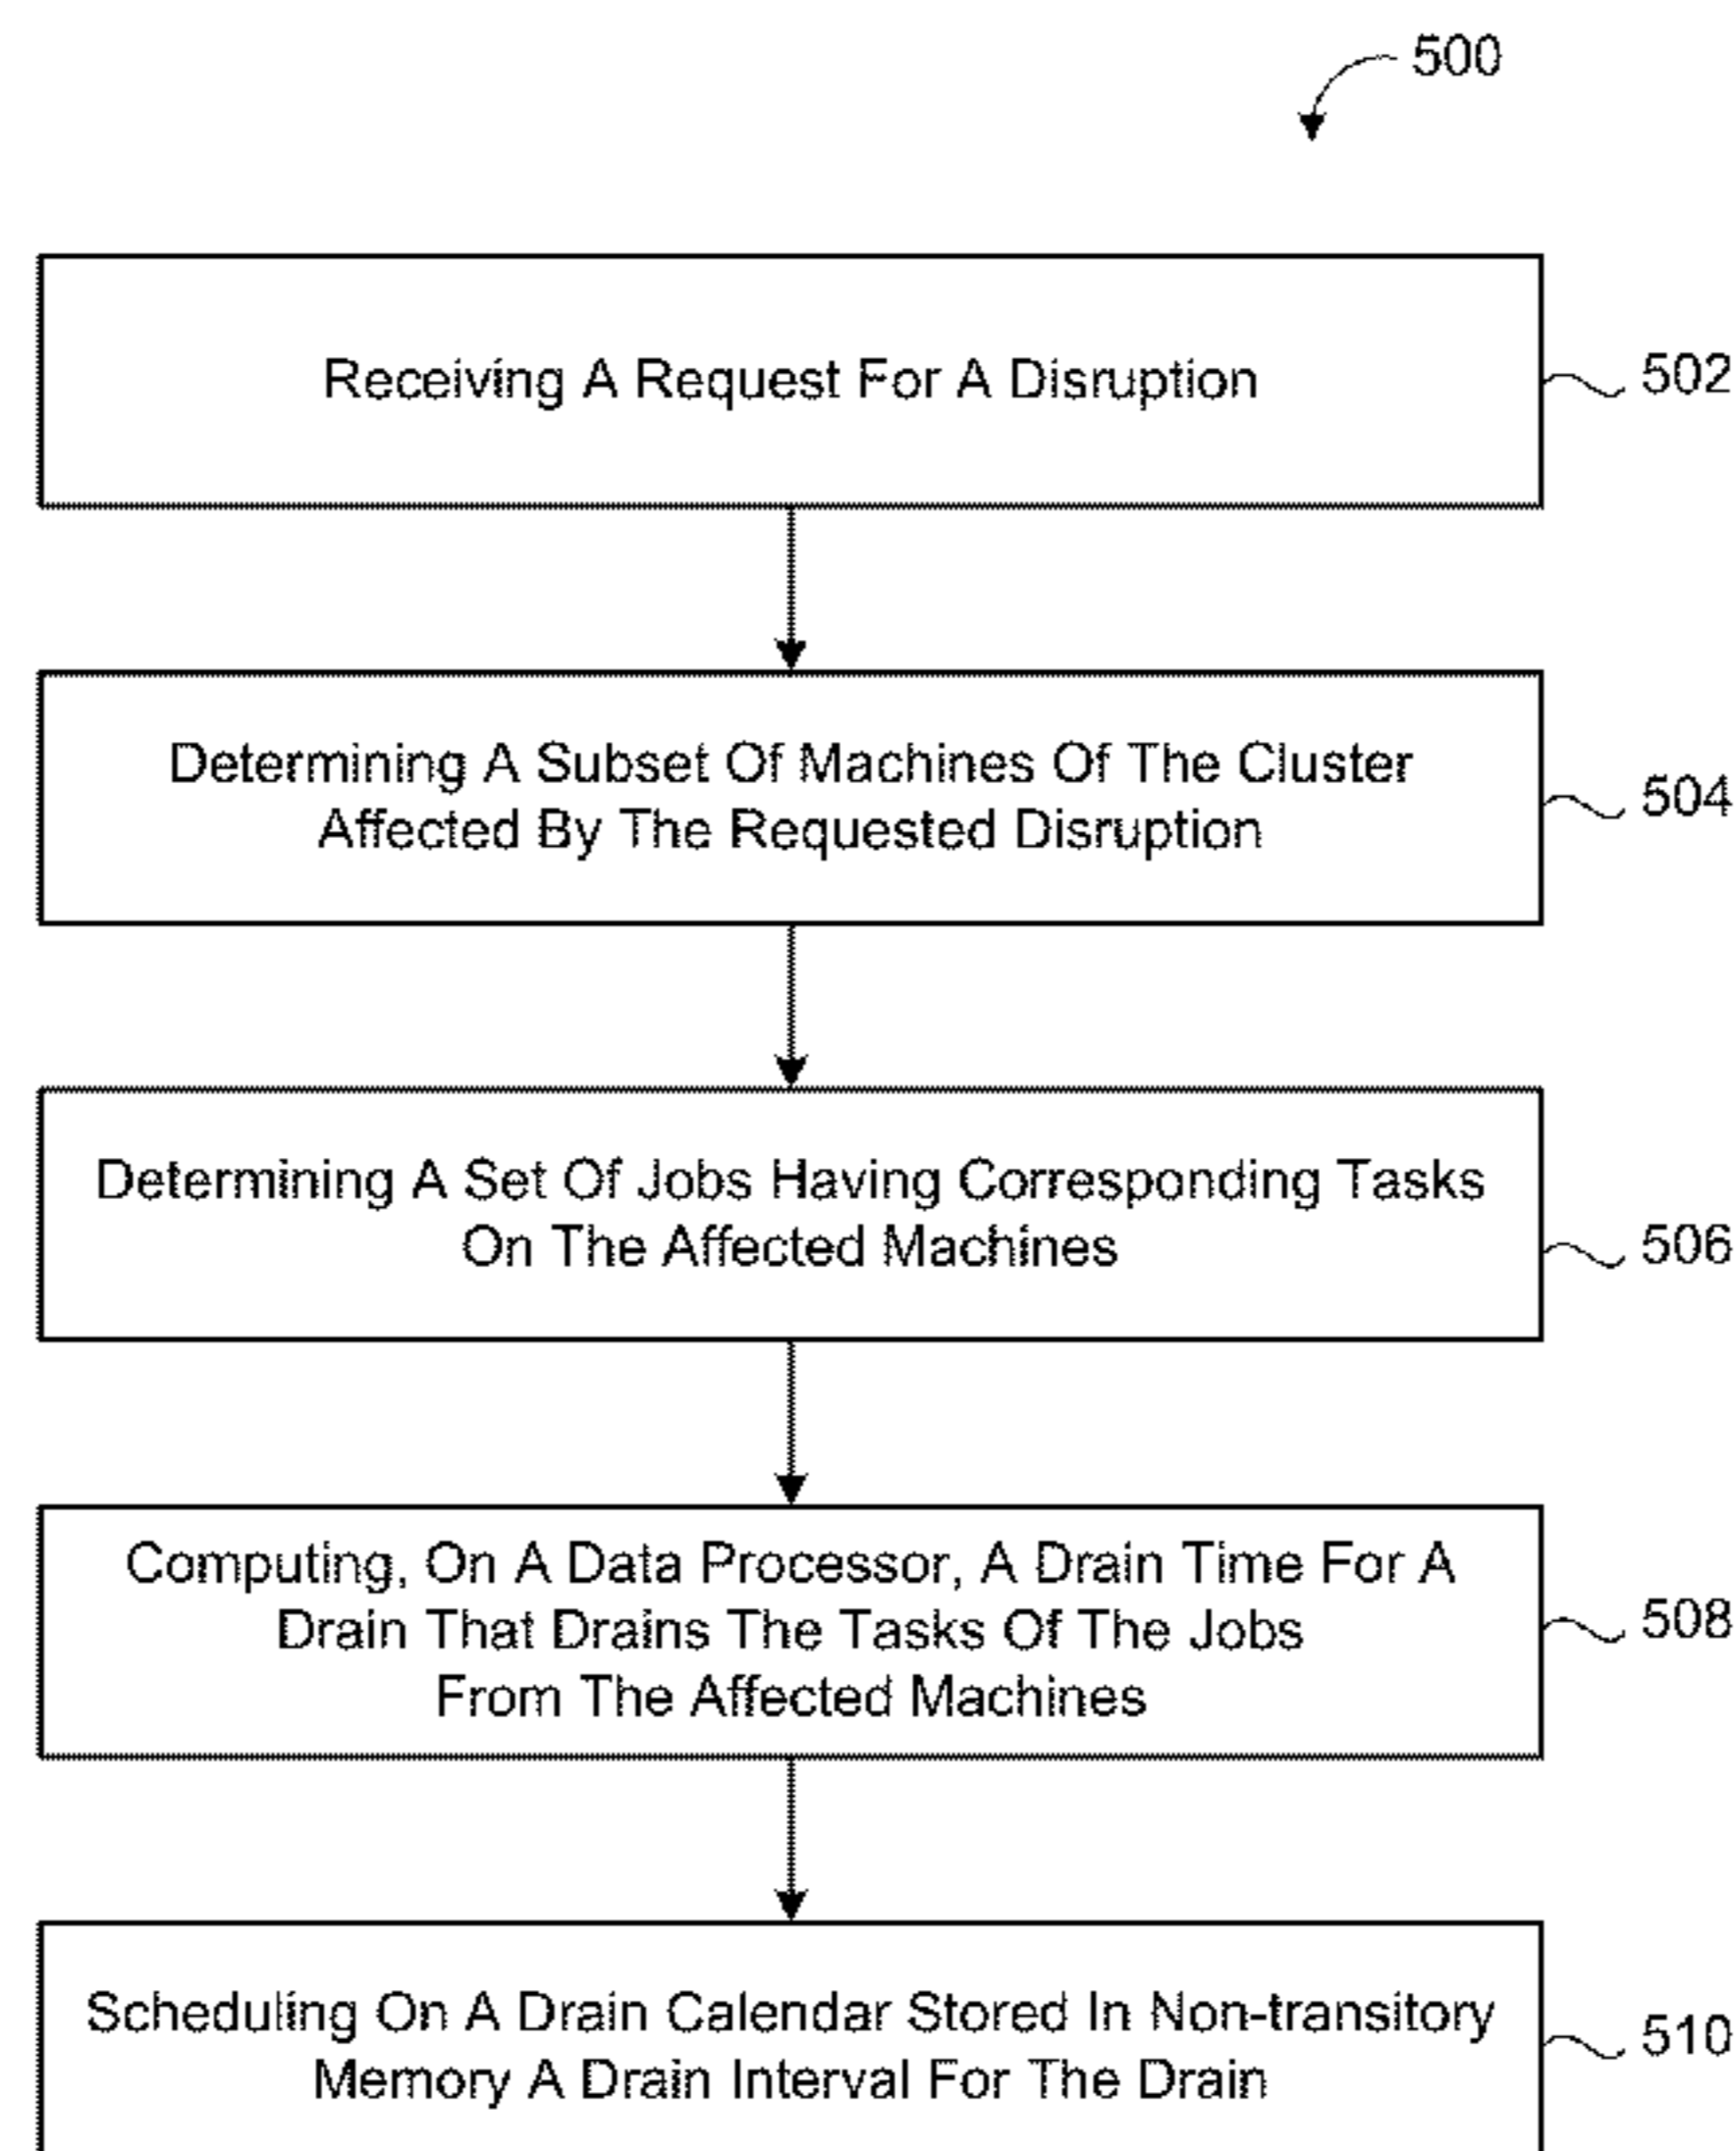 500
Receiving A Request For A Disruption
502
Determining A Subset Of Machines Of The Cluster
Affected By The Requested Disruption
504
Determining A Set Of Jobs Having Corresponding Tasks
On The Affected Machines
506
Computing, On A Data Processor, A Drain Time For A
Drain That Drains The Tasks Of The Jobs
From The Affected Machines
508
Scheduling On A Drain Calendar Stored In Non-transitory
Memory A Drain Interval For The Drain
510